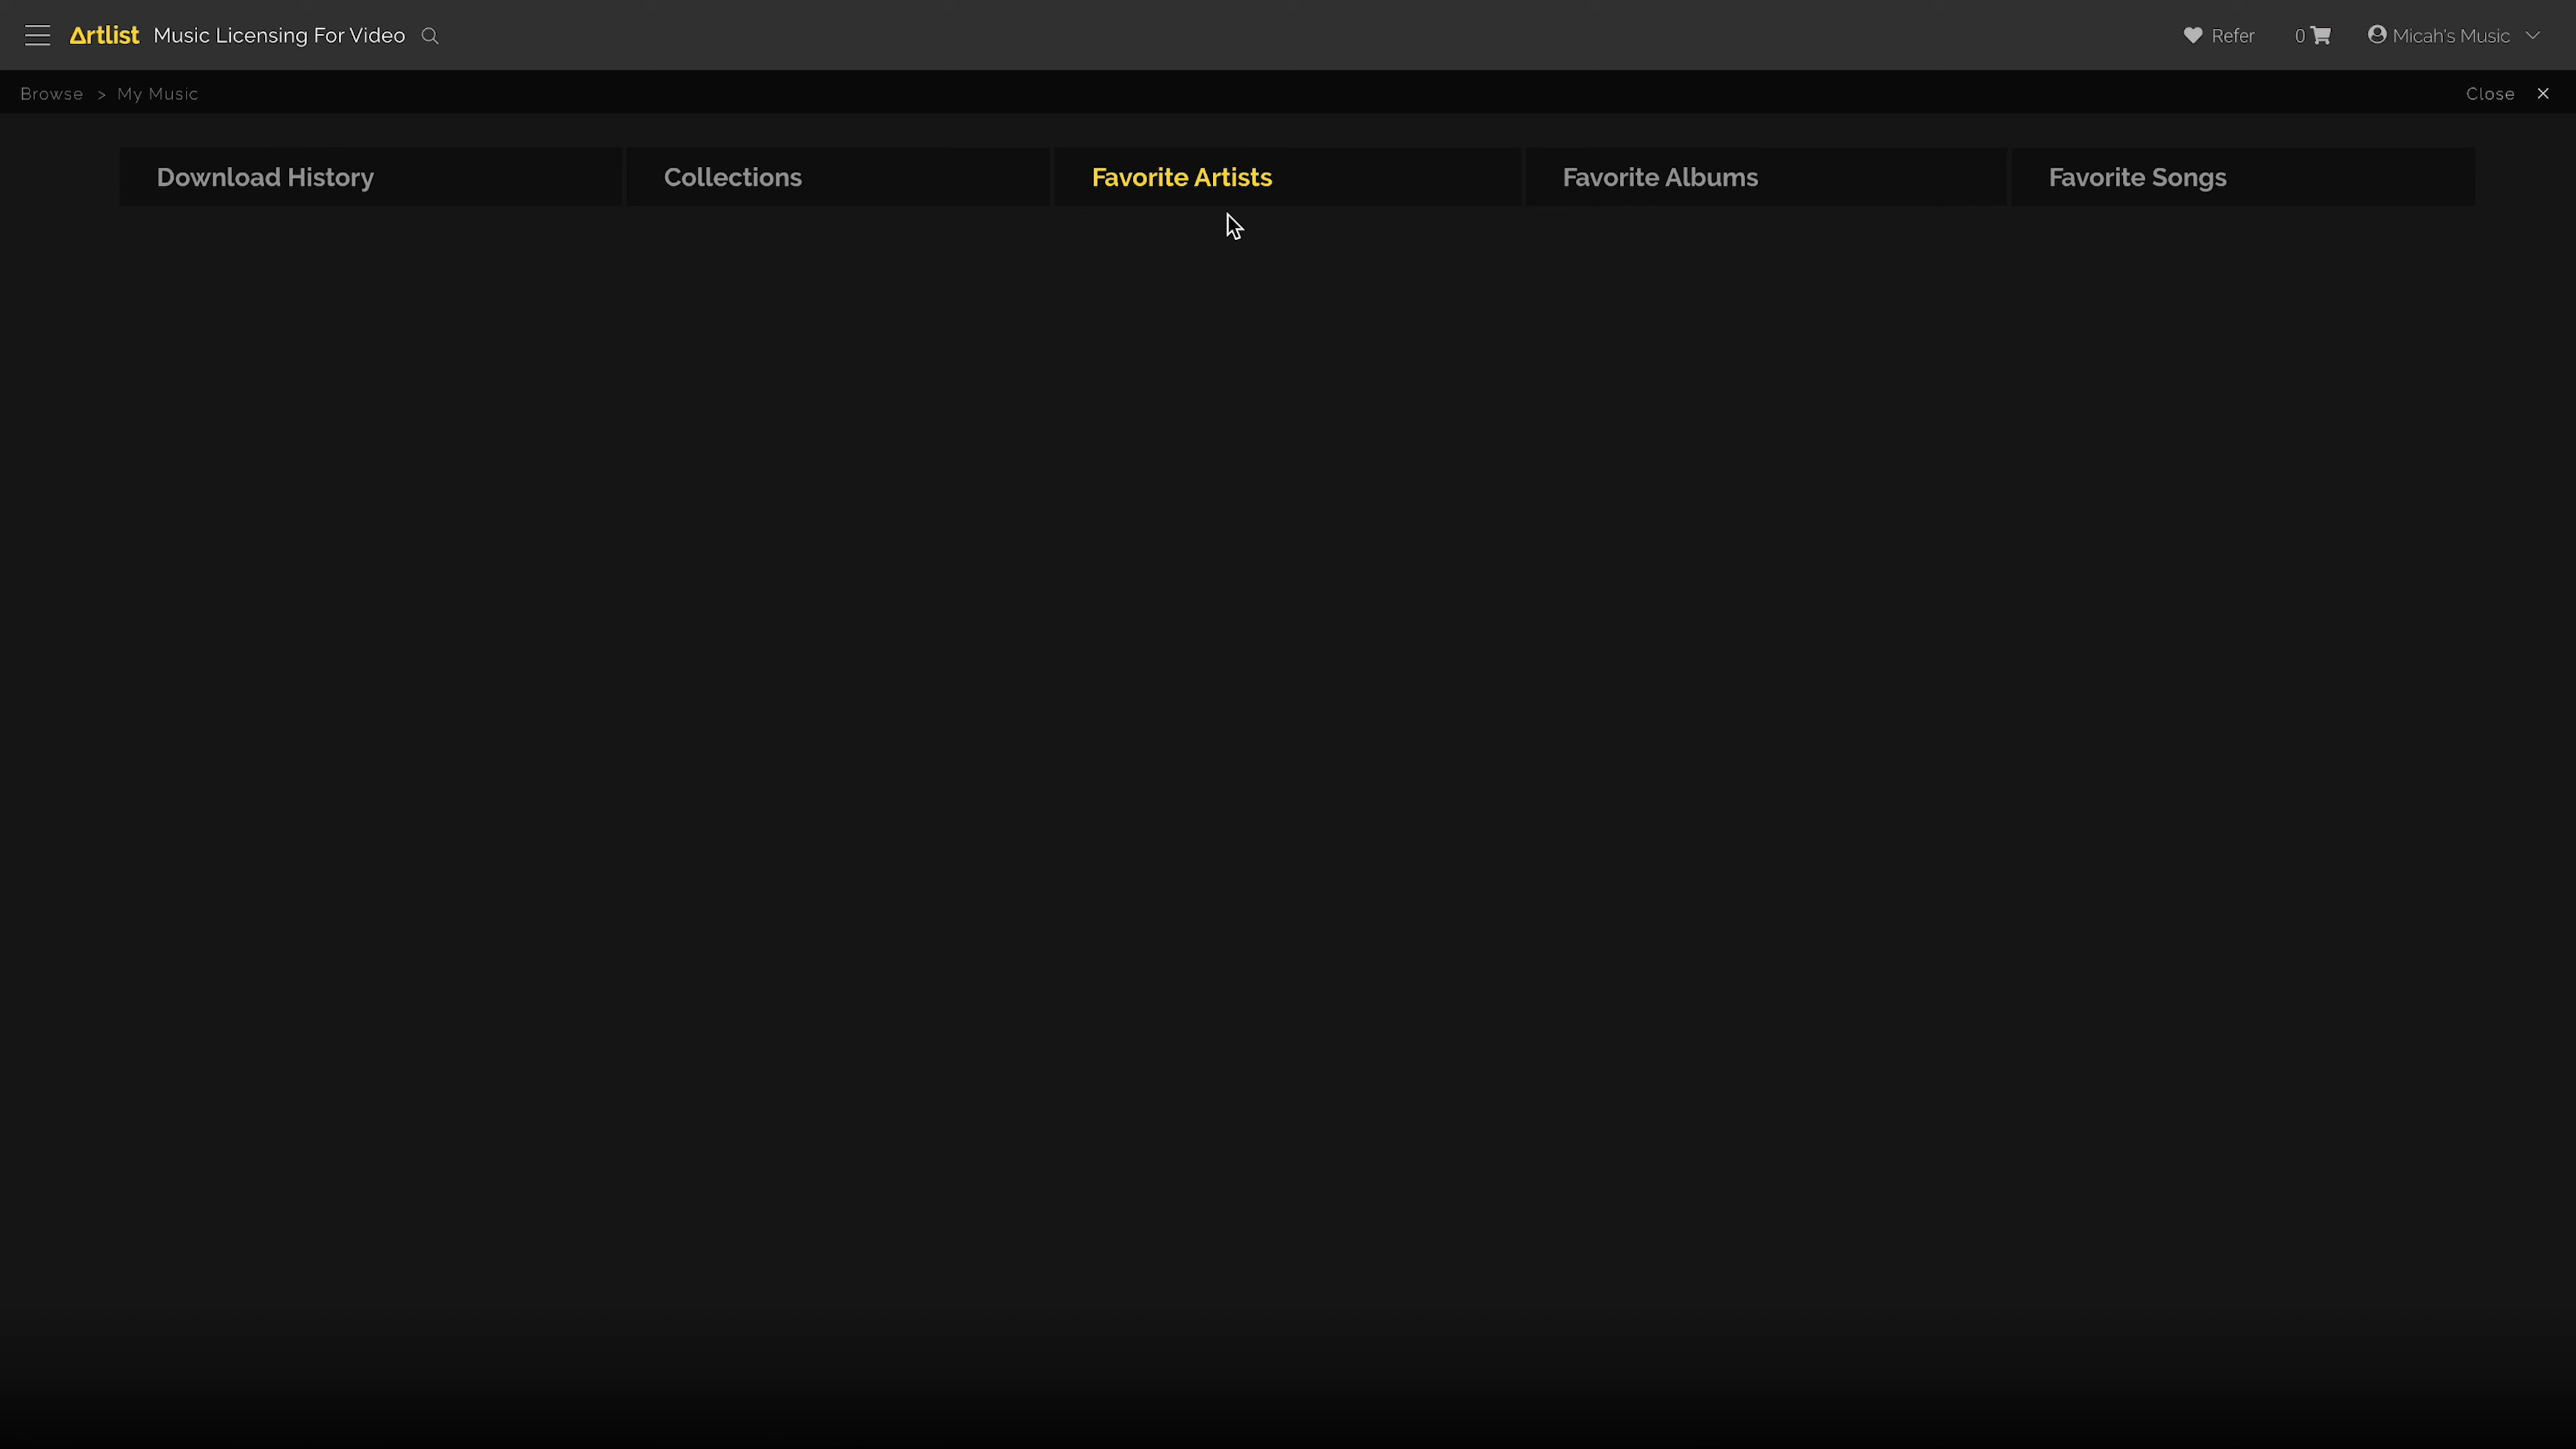 Artlist Music Licensing For Video Refer 0 Micah's Music
Browse > My Music Close ×
Download History Collections Favorite Artists Favorite Albums Favorite Songs